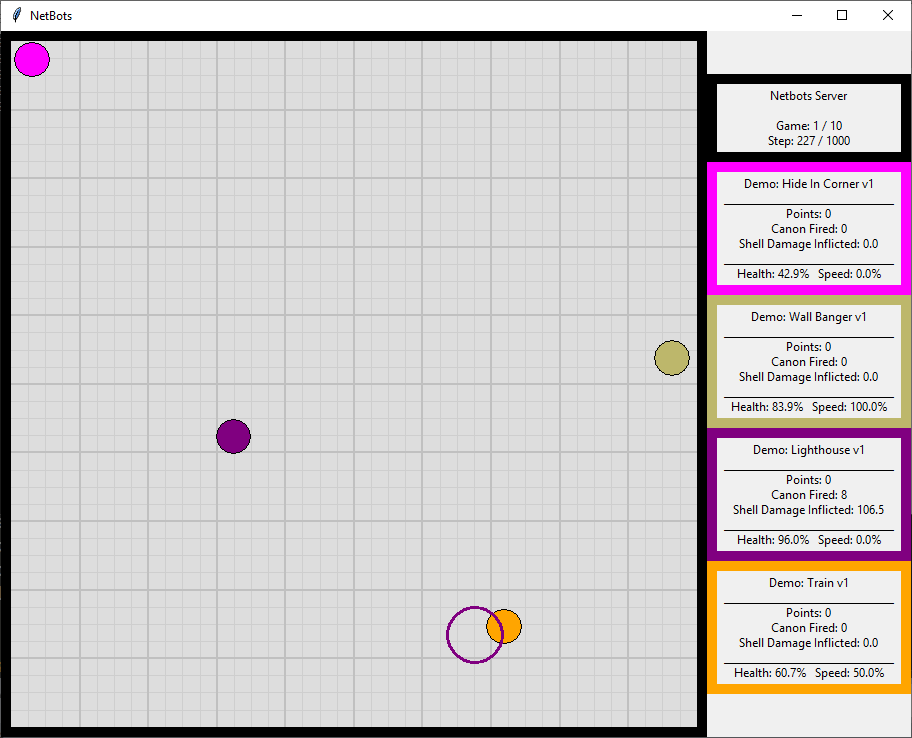 NetBots
Netbots Server
Game: 1 / 10
Step: 227 / 1000
Demo: Hide In Corner v1
Points: 0
Canon Fired: 0
Shell Damage Inflicted: 0.0
Health: 42.9% Speed: 0.0%
Demo: Wall Banger v1
Points: 0
Canon Fired: 0
Shell Damage Inflicted: 0.0
Health: 83.9% Speed: 100.0%
Demo: Lighthouse v1
Points: 0
Canon Fired: 8
Shell Damage Inflicted: 106.5
Health: 96.0% Speed: 0.0%
Demo: Train v1
Points: 0
Canon Fired: 0
Shell Damage Inflicted: 0.0
Health: 60.7% Speed: 50.0%